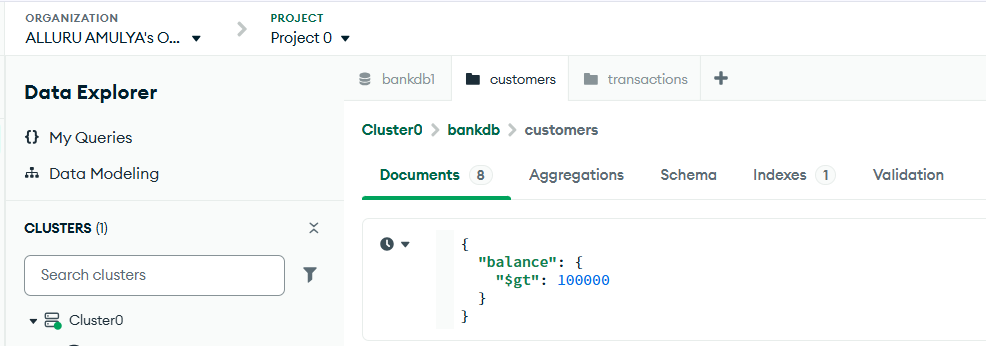 ORGANIZATION
ALLURU AMULYA's O...
PROJECT
Project 0
Data Explorer
My Queries
Data Modeling
CLUSTERS (1)
Search clusters
Cluster0
bankdb1
customers
transactions
Cluster0 > bankdb > customers
Documents 8 Aggregations Schema Indexes 1 Validation
{
"balance": {
"$gt": 100000
}
}